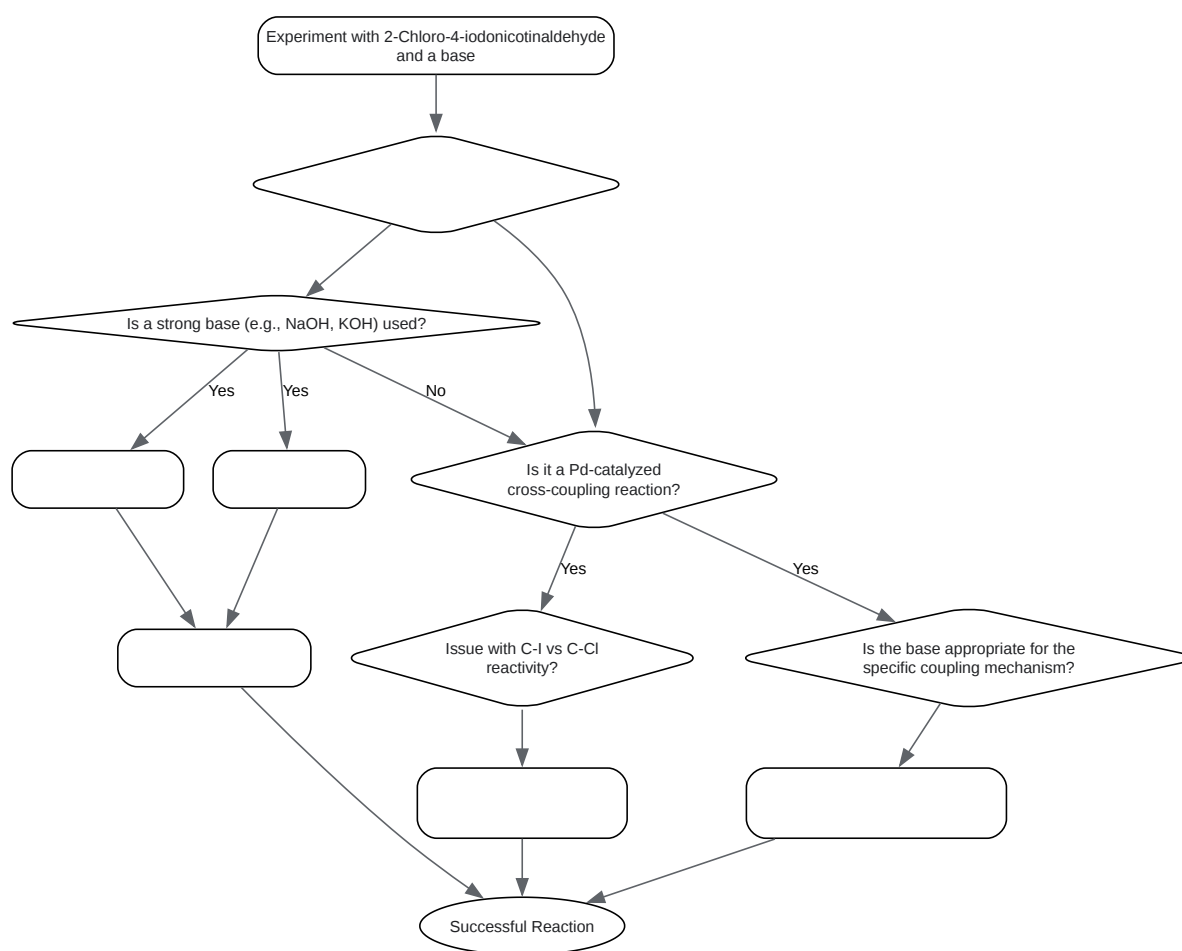 Experiment with 2-Chloro-4-iodonicotinaldehyde
and a base
Is a strong base (e.g., NaOH, KOH) used?
Yes
Yes
No
Is it a Pd-catalyzed
cross-coupling reaction?
Yes
Yes
Issue with C-I vs C-Cl
reactivity?
Is the base appropriate for the
specific coupling mechanism?
Successful Reaction